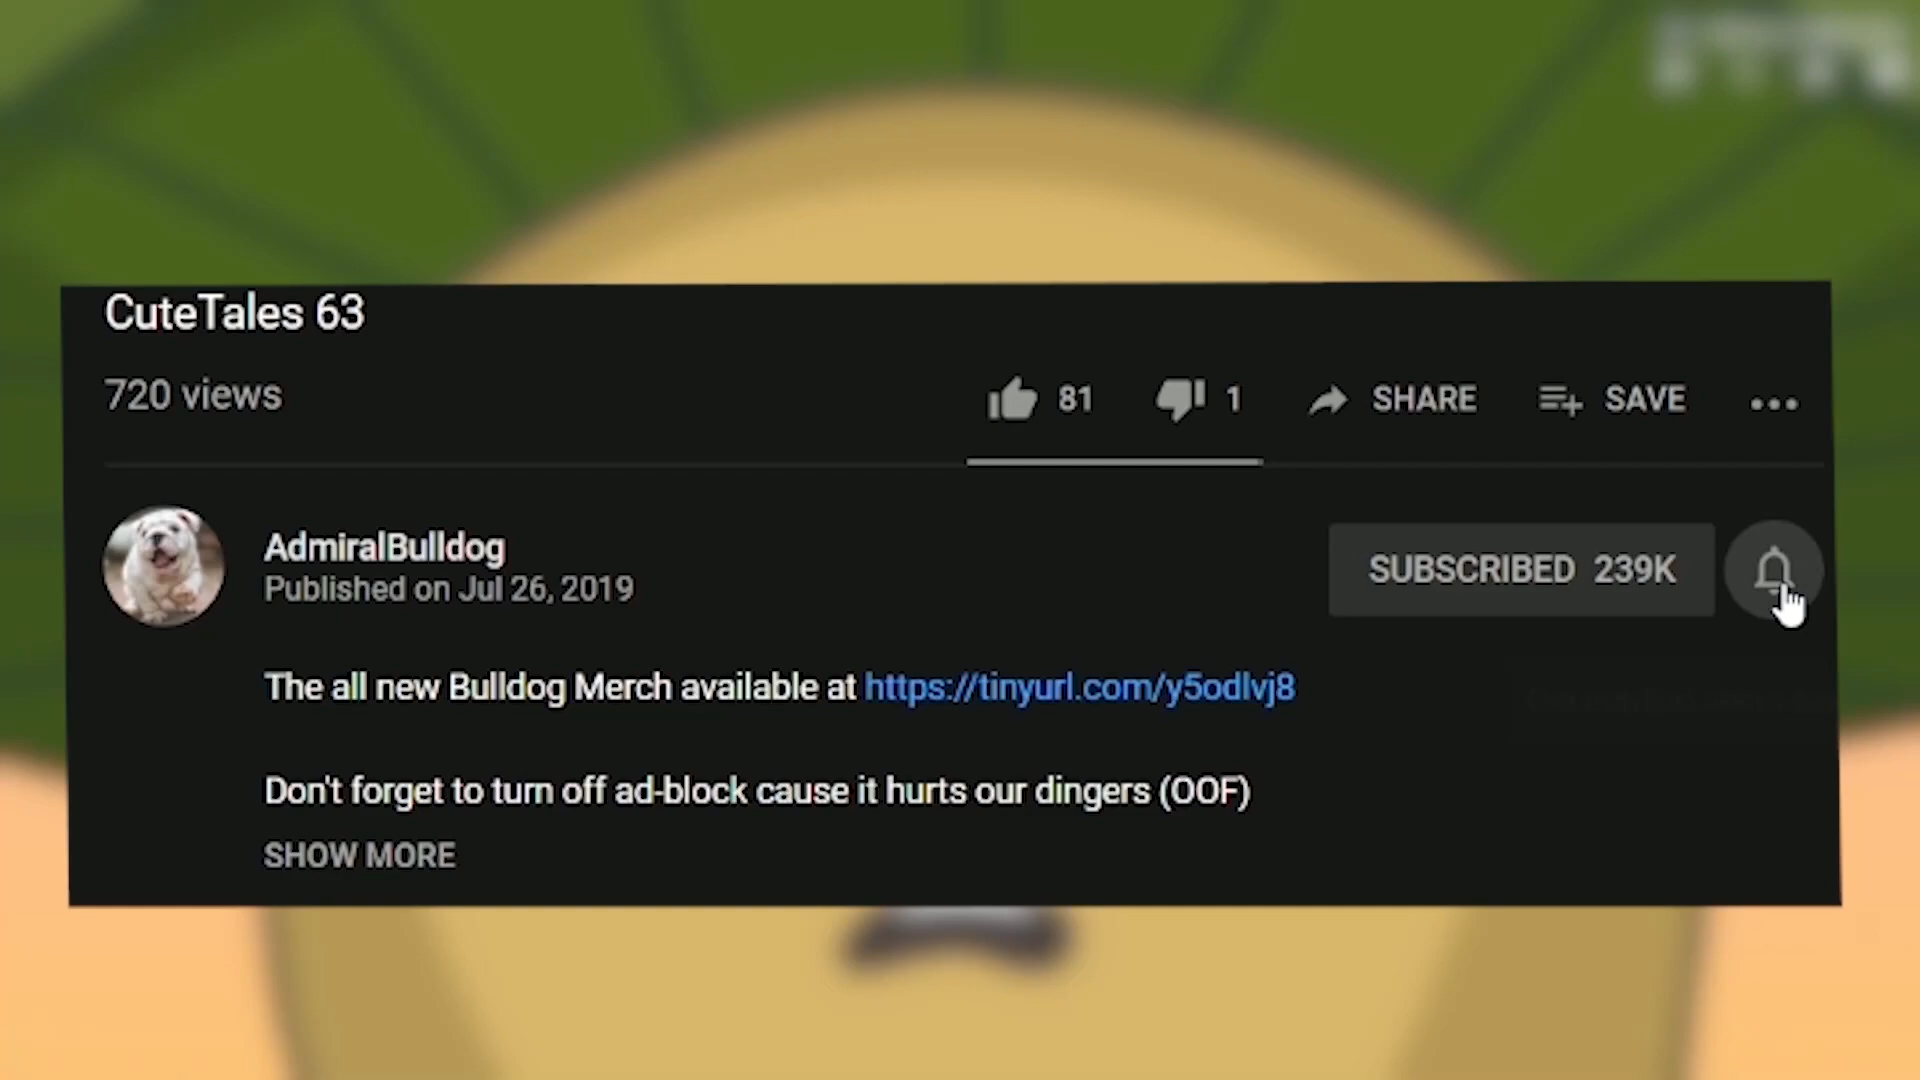 CuteTales 63
720 views
81 1 SHARE SAVE
AdmiralBulldog
Published on Jul 26, 2019
SUBSCRIBED 239K
The all new Bulldog Merch available at https://tinyurl.com/y5odlvj8
Don't forget to turn off ad-block cause it hurts our dingers (OOF)
SHOW MORE